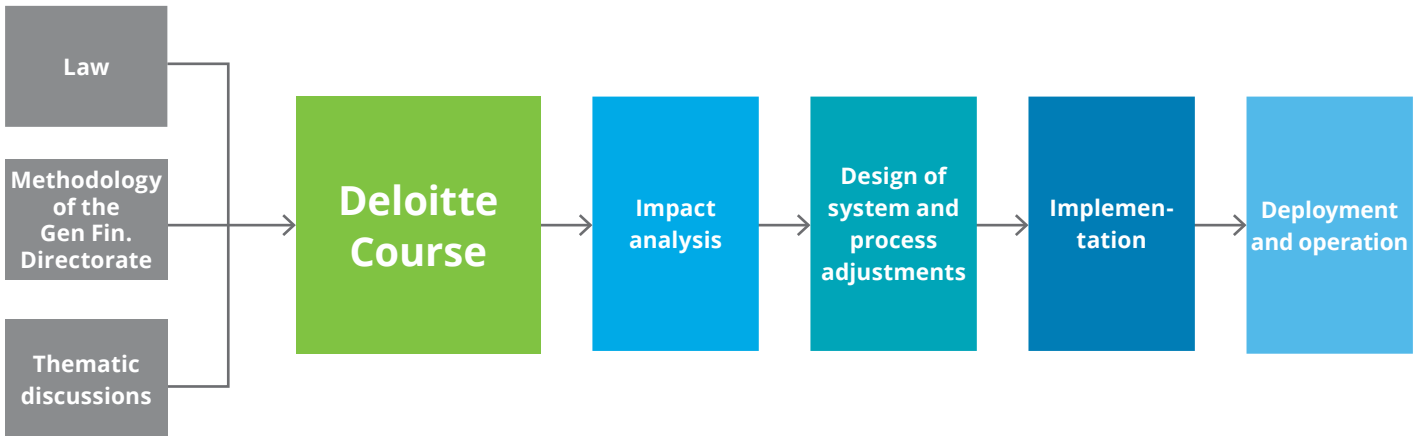 Law
Methodology
of the
Gen Fin.
Directorate
Thematic
discussions
Deloitte
Course
Impact
analysis
Design of
system and
process
adjustments
Implemen-
tation
Deployment
and operation